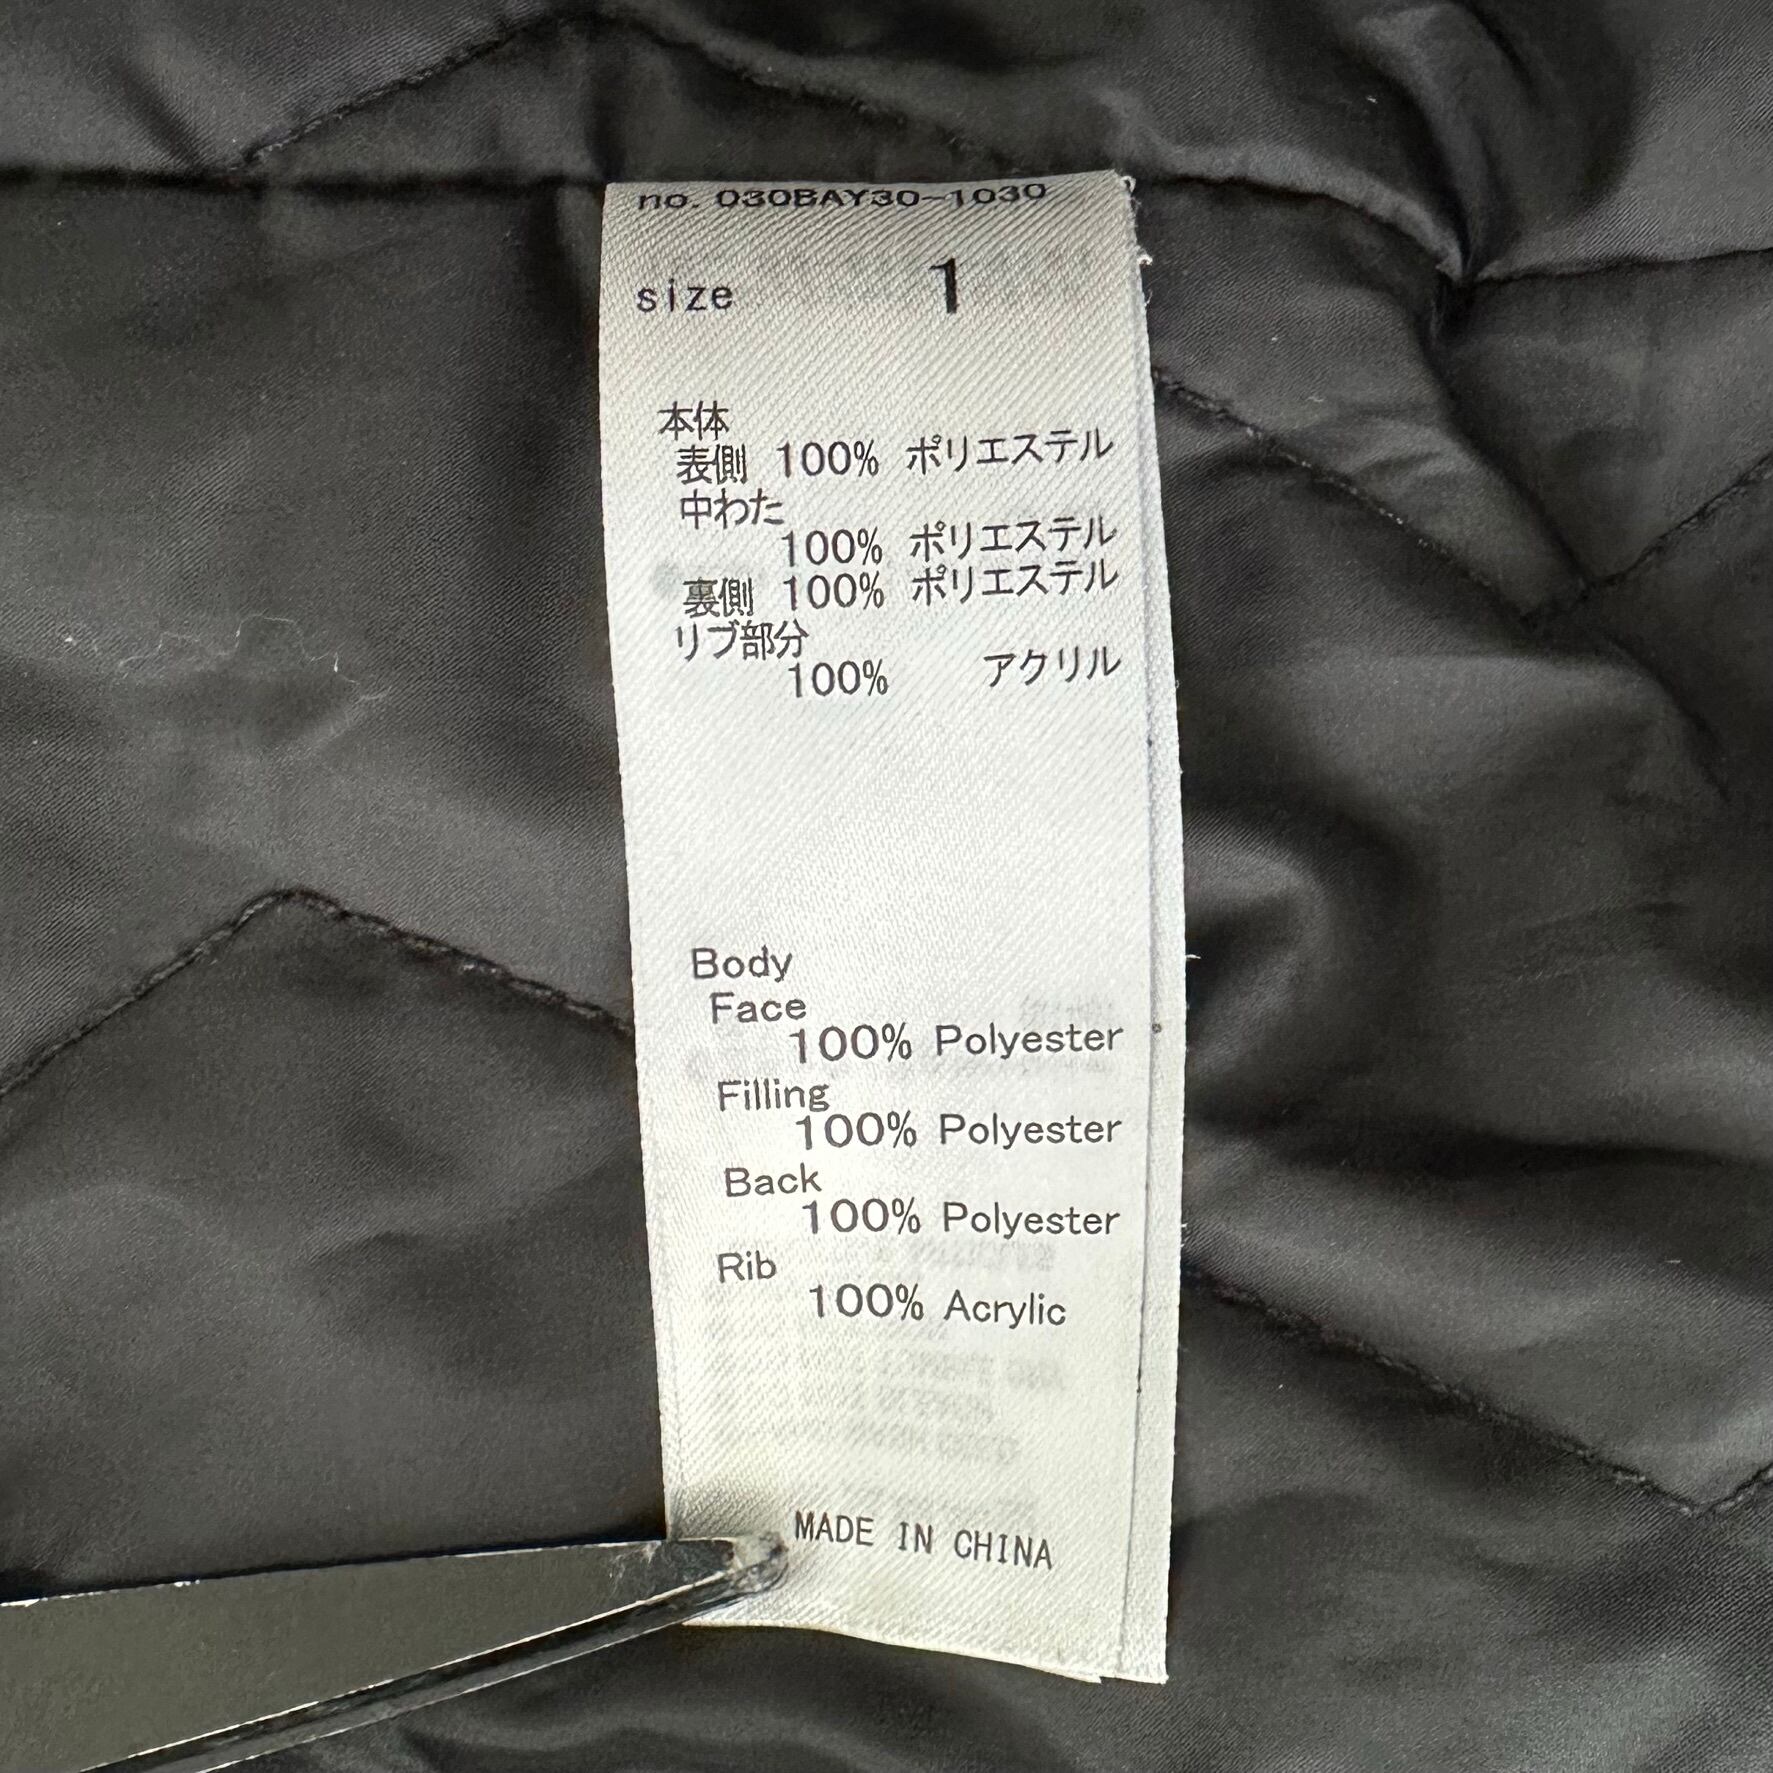 no. 030BAY30-1030
size 1
本体
表側 100% ポリエステル
中わた
100% ポリエステル
裏側 100% ポリエステル
リブ部分
100% アクリル
Body
Face
100% Polyester
Filling
100% Polyester
Back
100% Polyester
Rib
100% Acrylic
MADE IN CHINA